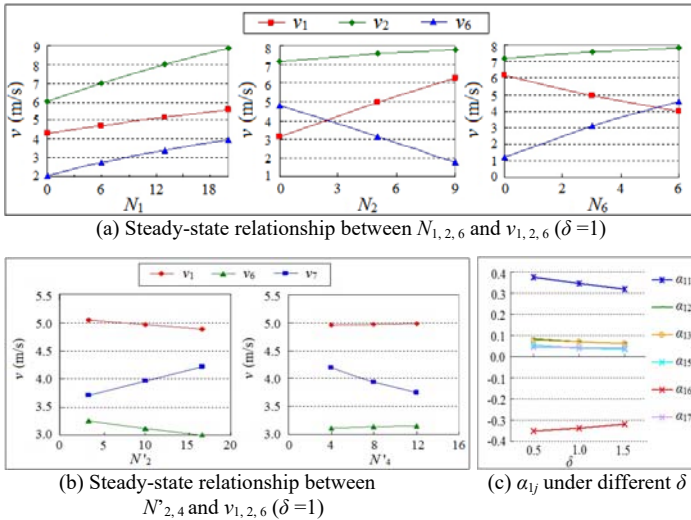 v₁ v₂ v₆
v (m/s)
9
8
7
6
5
4
3
2
0 6 12 18
N₁
v (m/s)
9
8
7
6
5
4
3
2
1
0 3 6 9
N₂
v (m/s)
8
7
6
5
4
3
2
1
0
0 2 4 6
N₆
(a) Steady-state relationship between N₁, ₂, ₆ and v₁, ₂, ₆ (δ =1)
v₁ v₆ v₇
v (m/s)
5.5
5.0
4.5
4.0
3.5
3.0
0 5 10 15 20
N'₂
v (m/s)
5.5
5.0
4.5
4.0
3.5
3.0
0 4 8 12 16
N'₄
0.4
0.3
0.2
0.1
0.0
-0.1
-0.2
-0.3
-0.4
0.5 1.0 1.5
δ
α₁₁
α₁₂
α₁₃
α₁₅
α₁₆
α₁₇
(b) Steady-state relationship between
N'₂, ₄ and v₁, ₂, ₆ (δ =1)
(c) α₁ⱼ under different δ